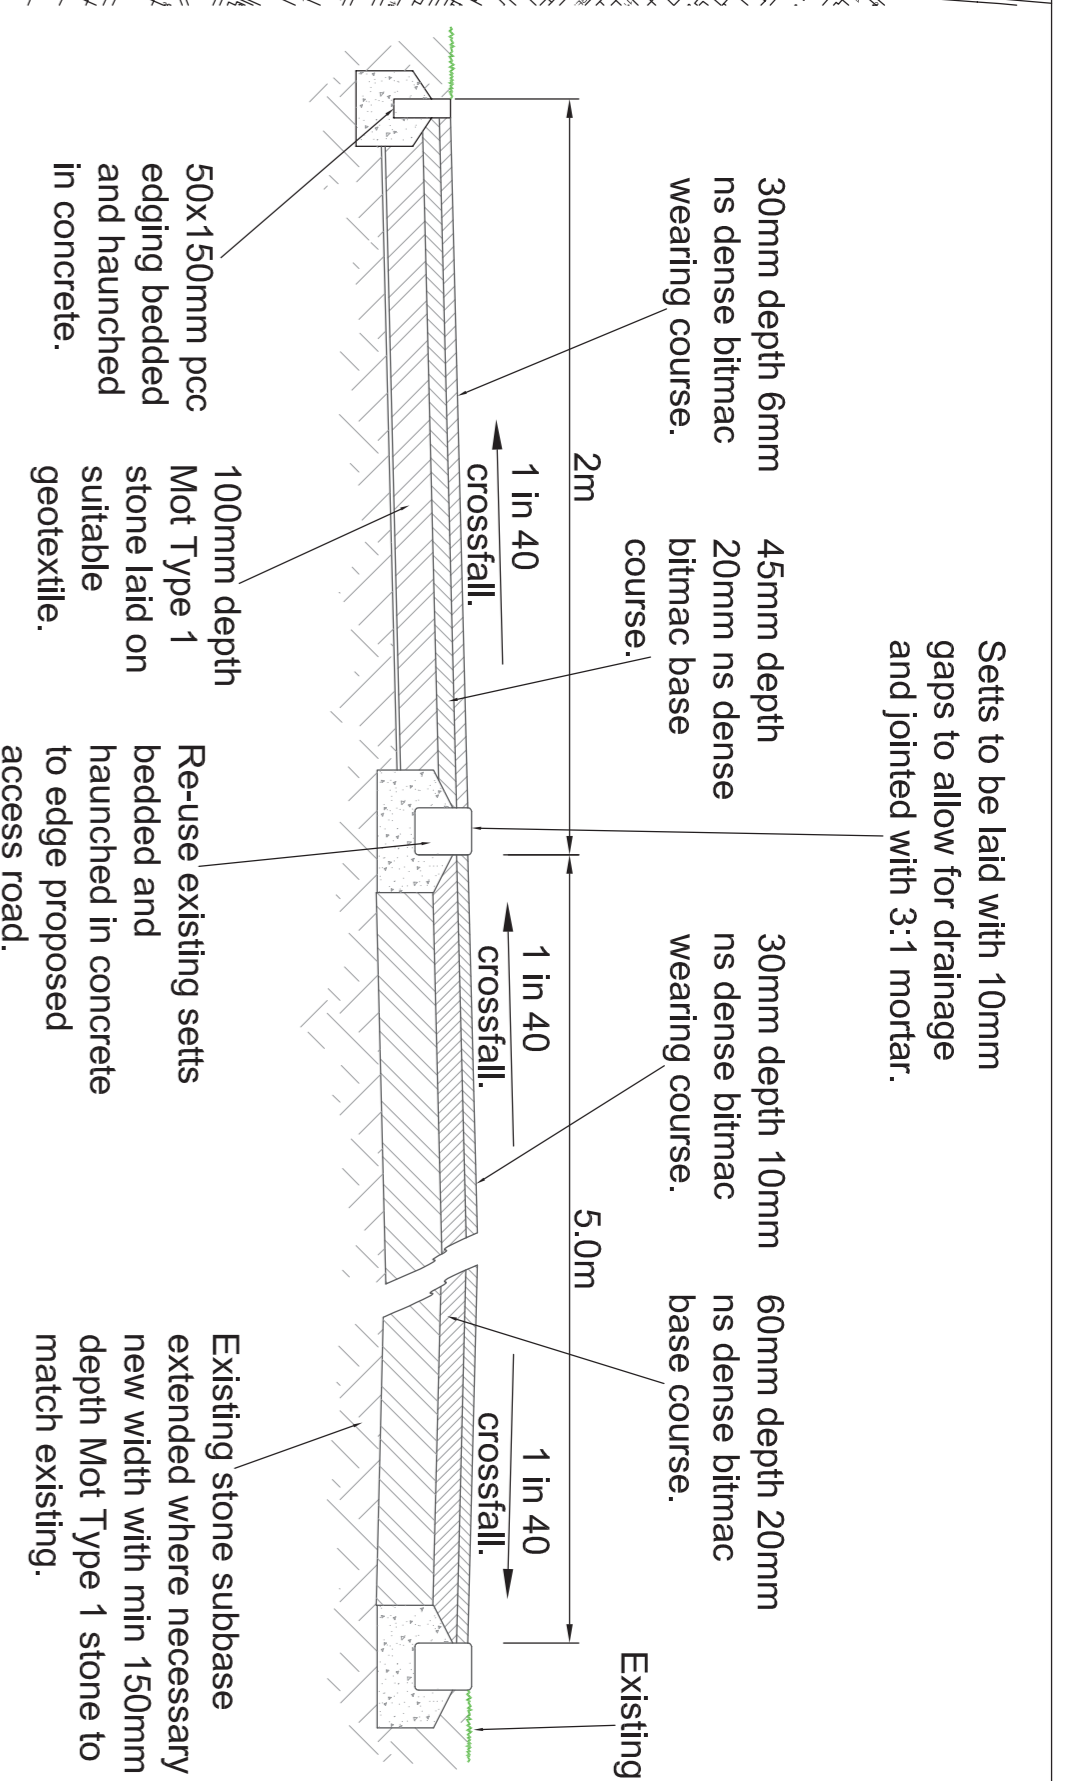 Setts to be laid with 10mm
gaps to allow for drainage
and jointed with 3:1 mortar.
30mm depth 6mm
ns dense bitmac
wearing course.
45mm depth
20mm ns dense
bitmac base
course.
30mm depth 10mm
ns dense bitmac
wearing course.
60mm depth 20mm
ns dense bitmac
base course.
Existing
2m
5.0m
1 in 40
crossfall.
1 in 40
crossfall.
1 in 40
crossfall.
50x150mm pcc
edging bedded
and haunched
in concrete.
100mm depth
Mot Type 1
stone laid on
suitable
geotextile.
Re-use existing setts
bedded and
haunched in concrete
to edge proposed
access road.
Existing stone subbase
extended where necessary
new width with min 150mm
depth Mot Type 1 stone to
match existing.